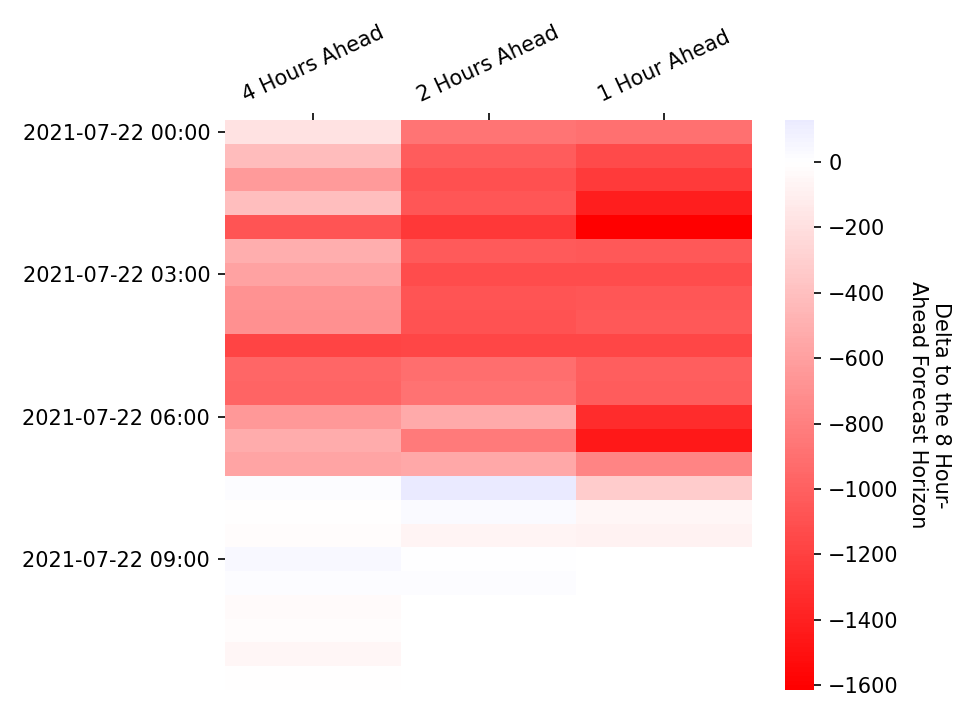 4 Hours Ahead
2 Hours Ahead
1 Hour Ahead
2021-07-22 00:00
2021-07-22 03:00
2021-07-22 06:00
2021-07-22 09:00
0
−200
−400
−600
−800
−1000
−1200
−1400
−1600
Delta to the 8 Hour-
Ahead Forecast Horizon